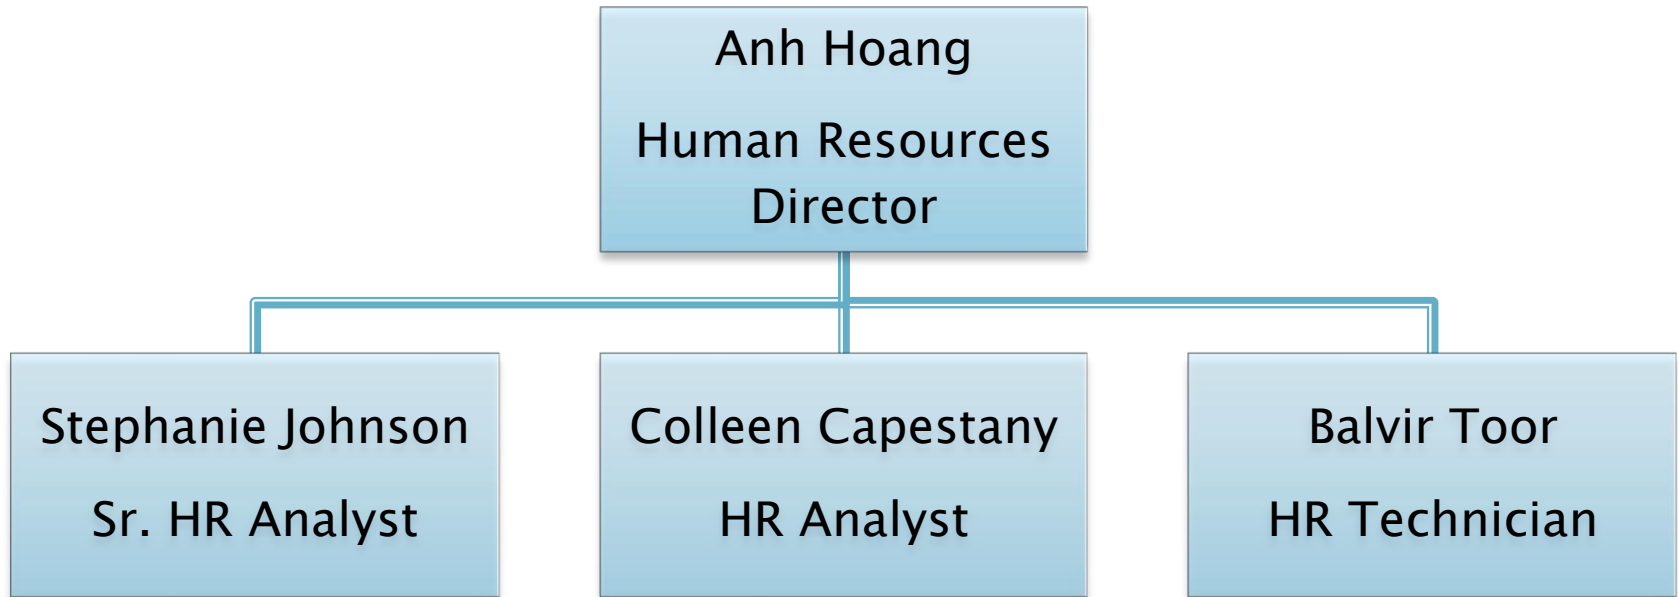 Anh Hoang
Human Resources
Director
Stephanie Johnson
Sr. HR Analyst
Colleen Capestany
HR Analyst
Balvir Toor
HR Technician